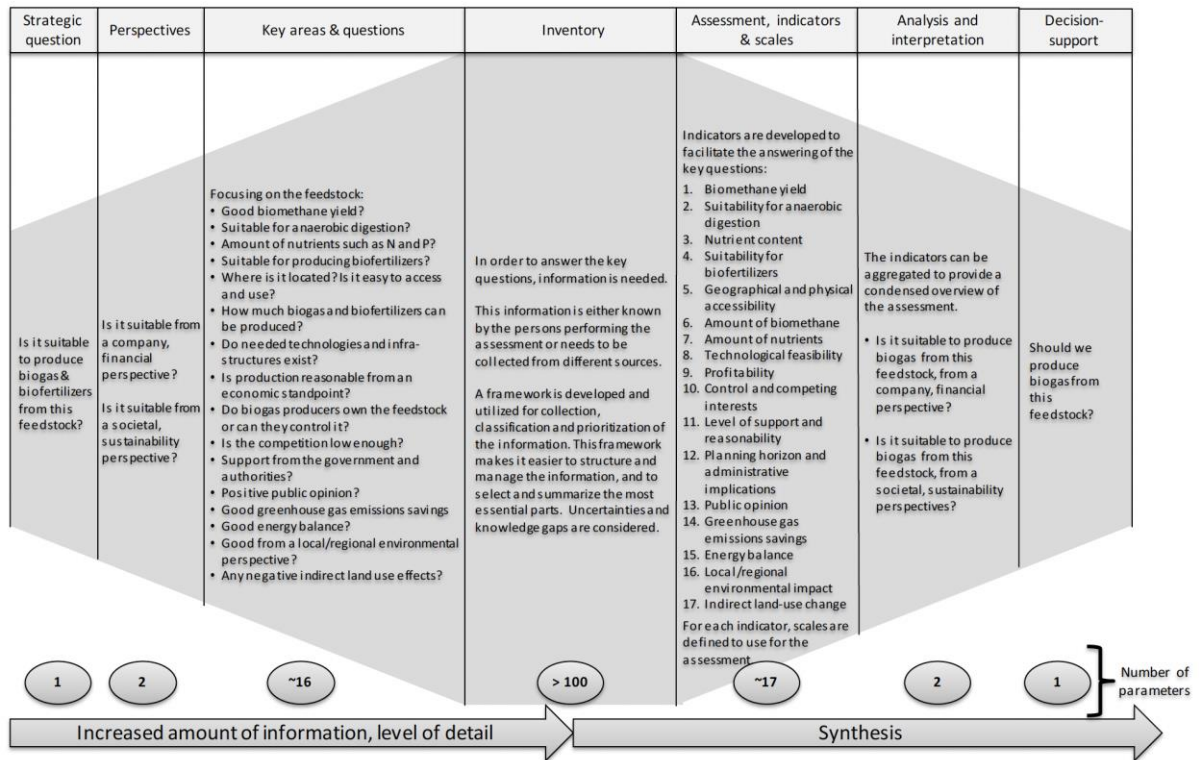 Strategic
question
Perspectives
Key areas & questions
Inventory
Assessment, indicators
& scales
Analysis and
interpretation
Decision-
support
Is it suitable
to produce
biogas &
biofertilizers
from this
feedstock?
Is it suitable from
a company,
financial
perspective?
Is it suitable from
a societal,
sustainability
perspective?
Focusing on the feedstock:
• Good biomethane yield?
• Suitable for anaerobic digestion?
• Amount of nutrients such as N and P?
• Suitable for producing biofertilizers?
• Where is it located? Is it easy to access
and use?
• How much biogas and biofertilizers can
be produced?
• Do needed technologies and infra-
structures exist?
• Is production reasonable from an
economic standpoint?
• Do biogas producers own the feedstock
or can they control it?
• Is the competition low enough?
• Support from the government and
authorities?
• Positive public opinion?
• Good greenhouse gas emissions savings
• Good energy balance?
• Good from a local/regional environmental
perspective?
• Any negative indirect land use effects?
In order to answer the key
questions, information is needed.
This information is either known
by the persons performing the
assessment or needs to be
collected from different sources.
A framework is developed and
utilized for collection,
classification and prioritization of
the information. This framework
makes it easier to structure and
manage the information, and to
select and summarize the most
essential parts. Uncertainties and
knowledge gaps are considered.
Indicators are developed to
facilitate the answering of the
key questions:
1. Biomethane yield
2. Suitability for anaerobic
digestion
3. Nutrient content
4. Suitability for
biofertilizers
5. Geographical and physical
accessibility
6. Amount of biomethane
7. Amount of nutrients
8. Technological feasibility
9. Profitability
10. Control and competing
interests
11. Level of support and
reasonability
12. Planning horizon and
administrative
implications
13. Public opinion
14. Greenhouse gas
emissions savings
15. Energy balance
16. Local/regional
environmental impact
17. Indirect land-use change
For each indicator, scales are
defined to use for the
assessment.
The indicators can be
aggregated to provide a
condensed overview of
the assessment.
• Is it suitable to produce
biogas from this
feedstock, from a
company, financial
perspective?
• Is it suitable to produce
biogas from this
feedstock, from a
societal, sustainability
perspectives?
Should we
produce
biogas from
this
feedstock?
1
2
~16
> 100
~17
2
1
Number of
parameters
Increased amount of information, level of detail
Synthesis